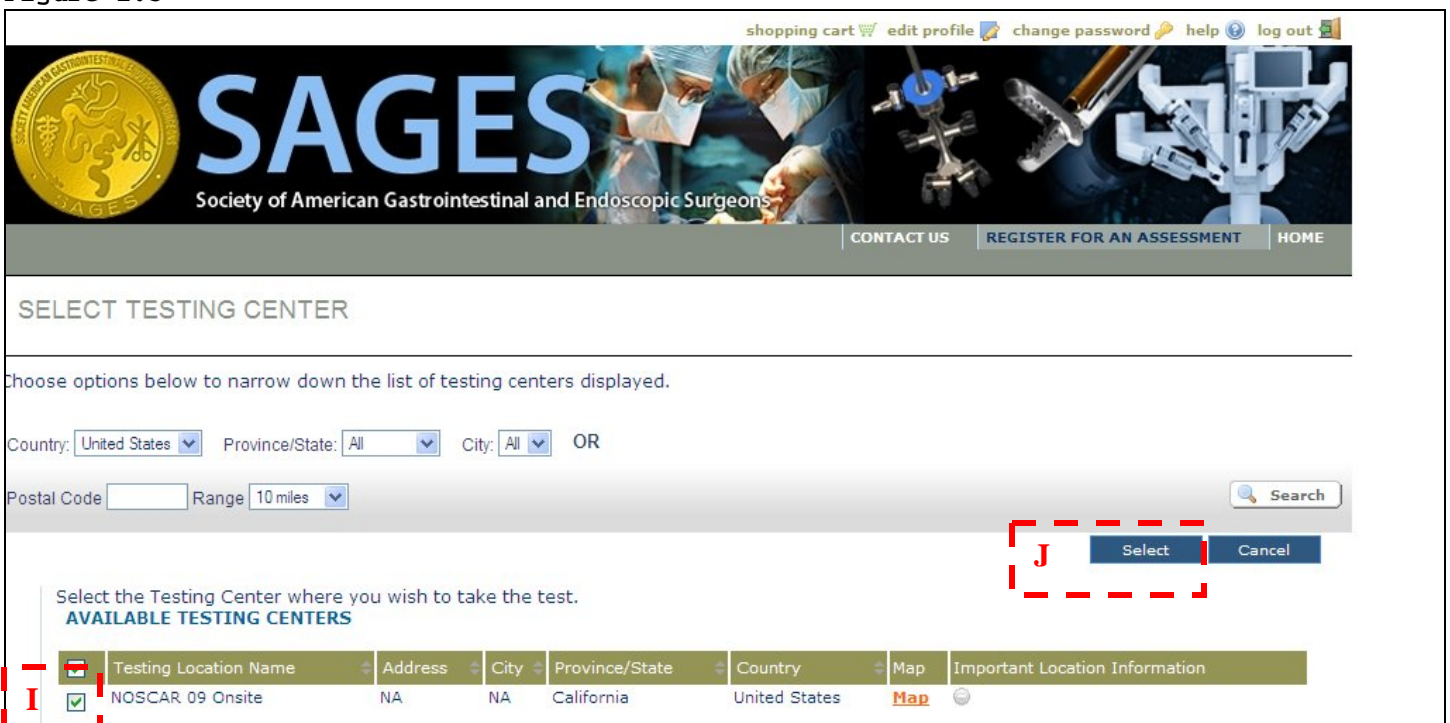 shopping cart edit profile change password help log out
SAGES
Society of American Gastrointestinal and Endoscopic Surgeons
CONTACT US REGISTER FOR AN ASSESSMENT HOME
SELECT TESTING CENTER
Choose options below to narrow down the list of testing centers displayed.
Country: United States Province/State: All City: All OR
Postal Code Range 10 miles Search
J Select Cancel
Select the Testing Center where you wish to take the test.
AVAILABLE TESTING CENTERS
Testing Location Name Address City Province/State Country Map Important Location Information
I NOSCAR 09 Onsite NA NA California United States Map